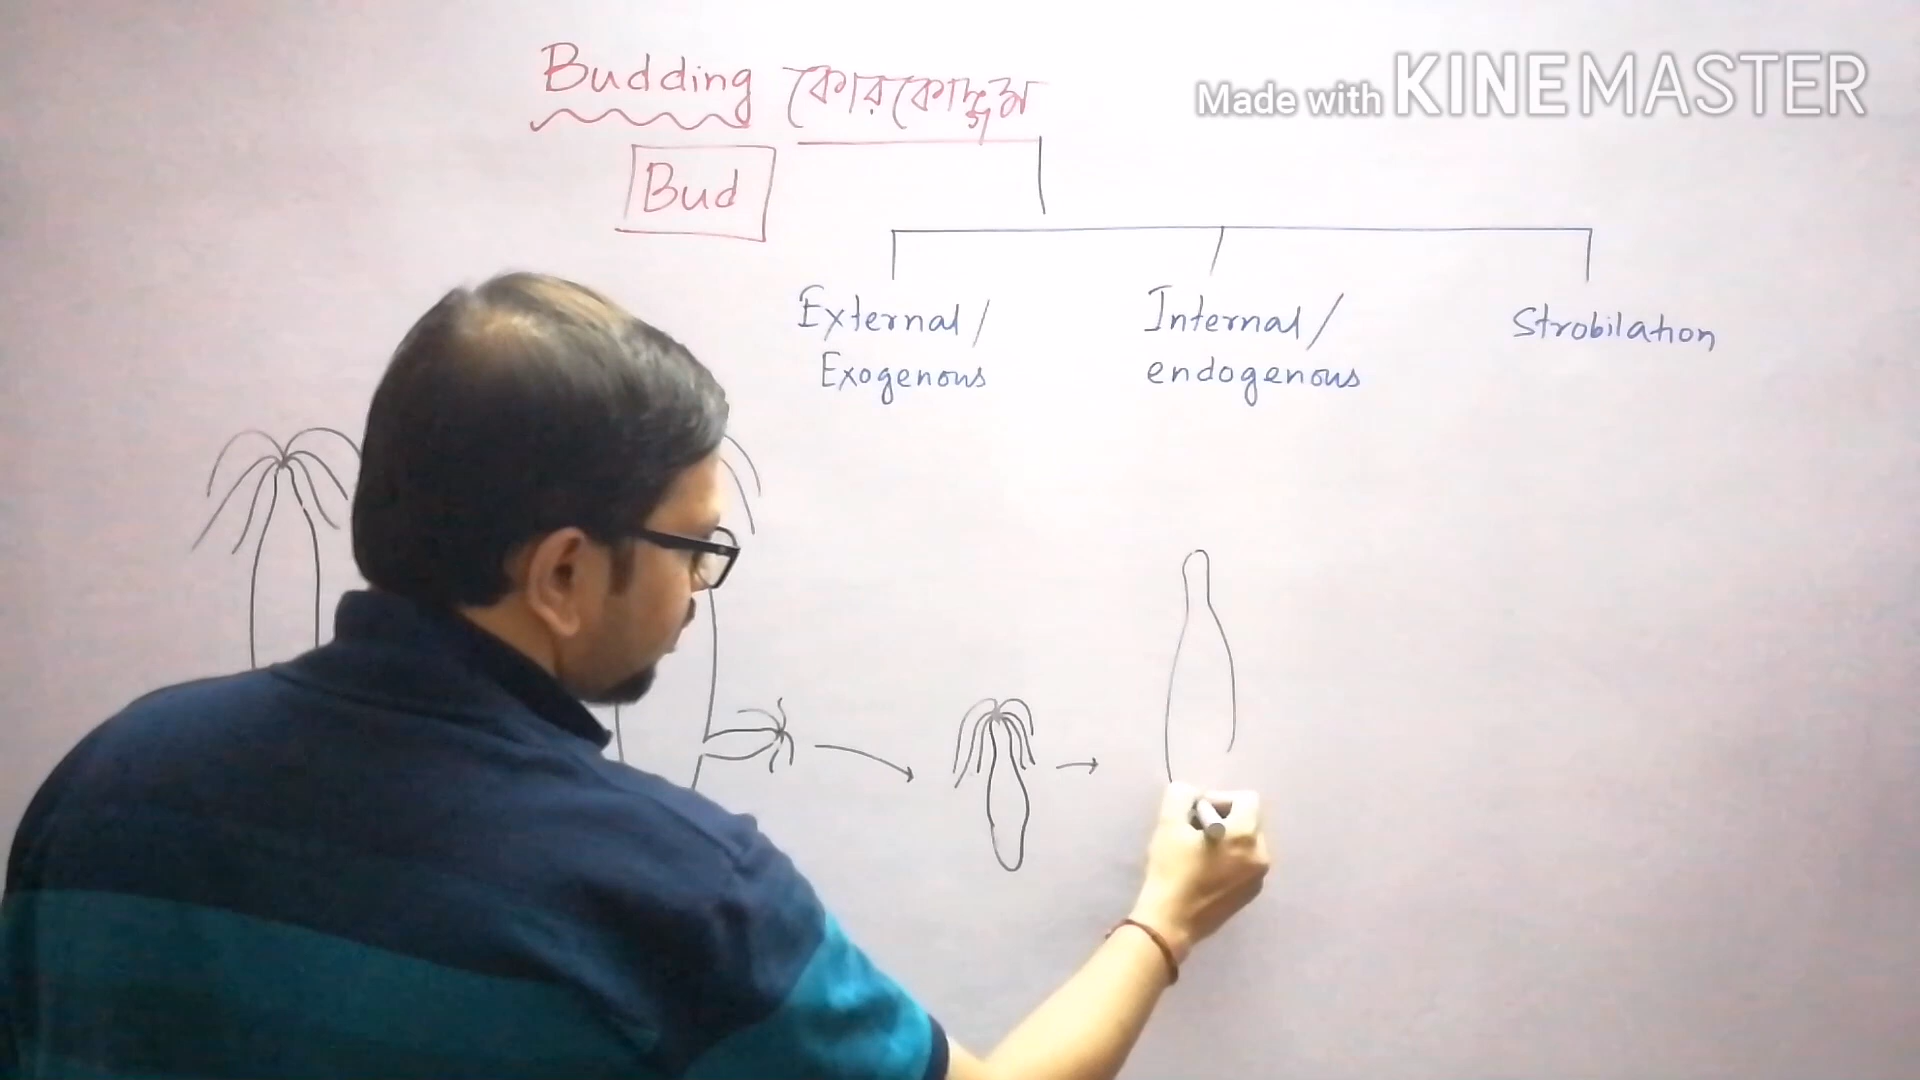 Budding কোরকোদ্গম
Made with KINEMASTER
Bud
External/
Exogenous
Internal/
endogenous
Strobilation